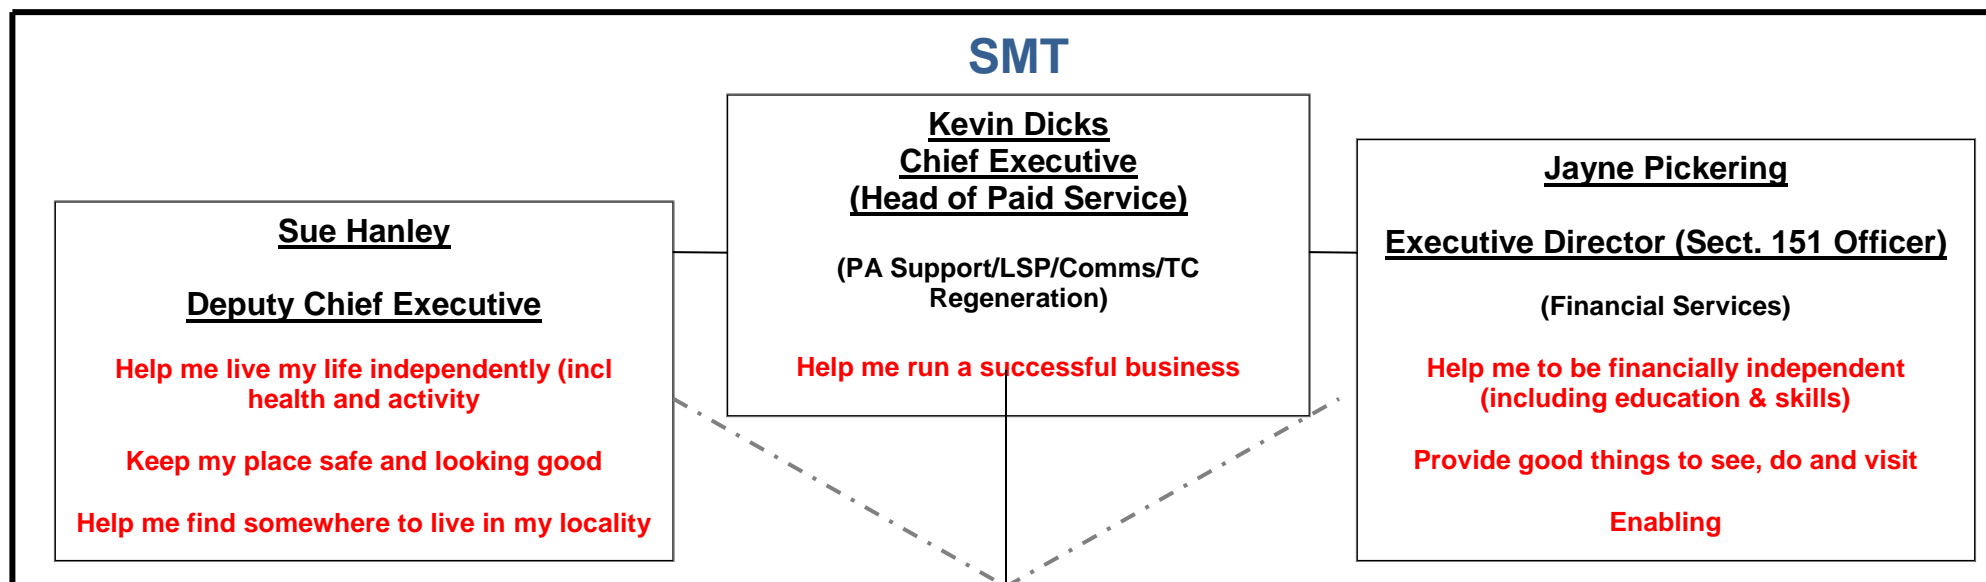 SMT
Sue Hanley
Deputy Chief Executive
Help me live my life independently (incl
health and activity
Keep my place safe and looking good
Help me find somewhere to live in my locality
Kevin Dicks
Chief Executive
(Head of Paid Service)
(PA Support/LSP/Comms/TC
Regeneration)
Help me run a successful business
Jayne Pickering
Executive Director (Sect. 151 Officer)
(Financial Services)
Help me to be financially independent
(including education & skills)
Provide good things to see, do and visit
Enabling